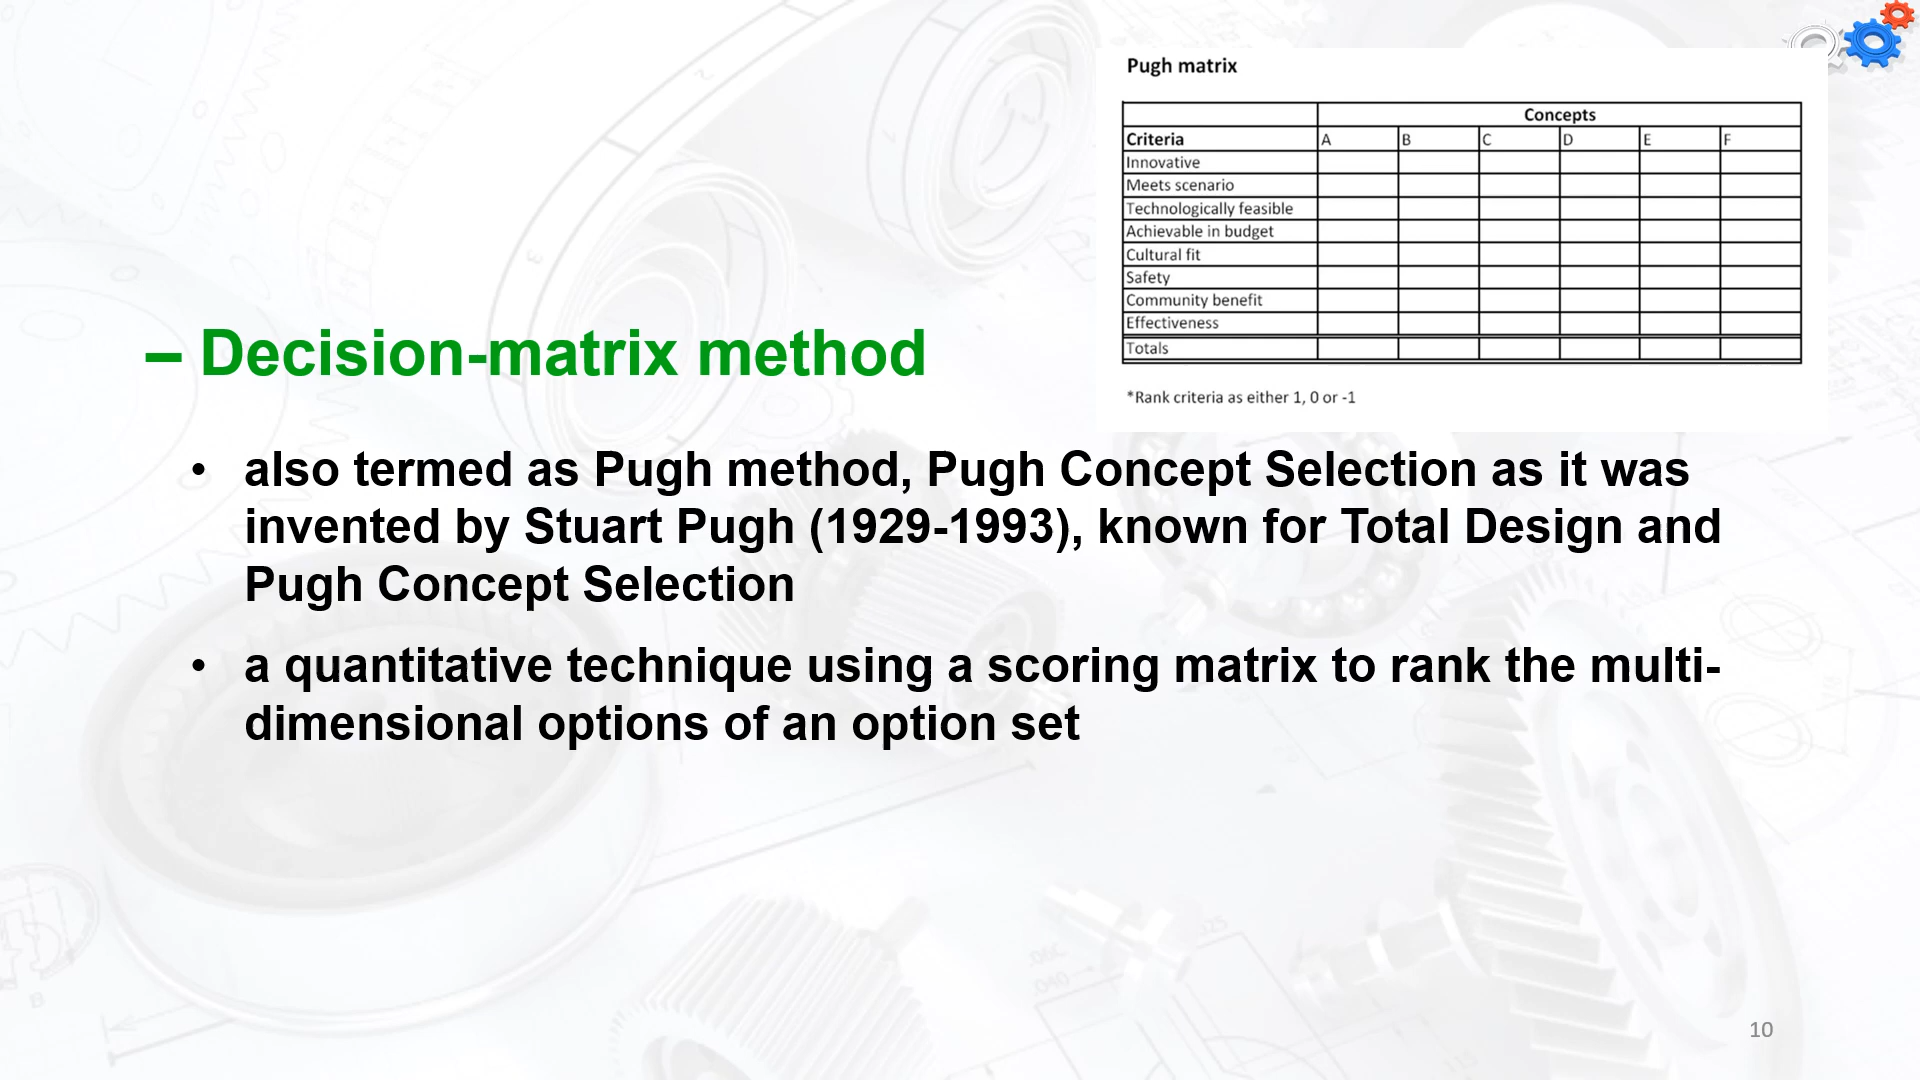 Pugh matrix
Concepts
Criteria A B C D E F
Innovative
Meets scenario
Technologically feasible
Achievable in budget
Cultural fit
Safety
Community benefit
Effectiveness
Totals
*Rank criteria as either 1, 0 or -1
– Decision-matrix method
• also termed as Pugh method, Pugh Concept Selection as it was
invented by Stuart Pugh (1929-1993), known for Total Design and
Pugh Concept Selection
• a quantitative technique using a scoring matrix to rank the multi-
dimensional options of an option set
10